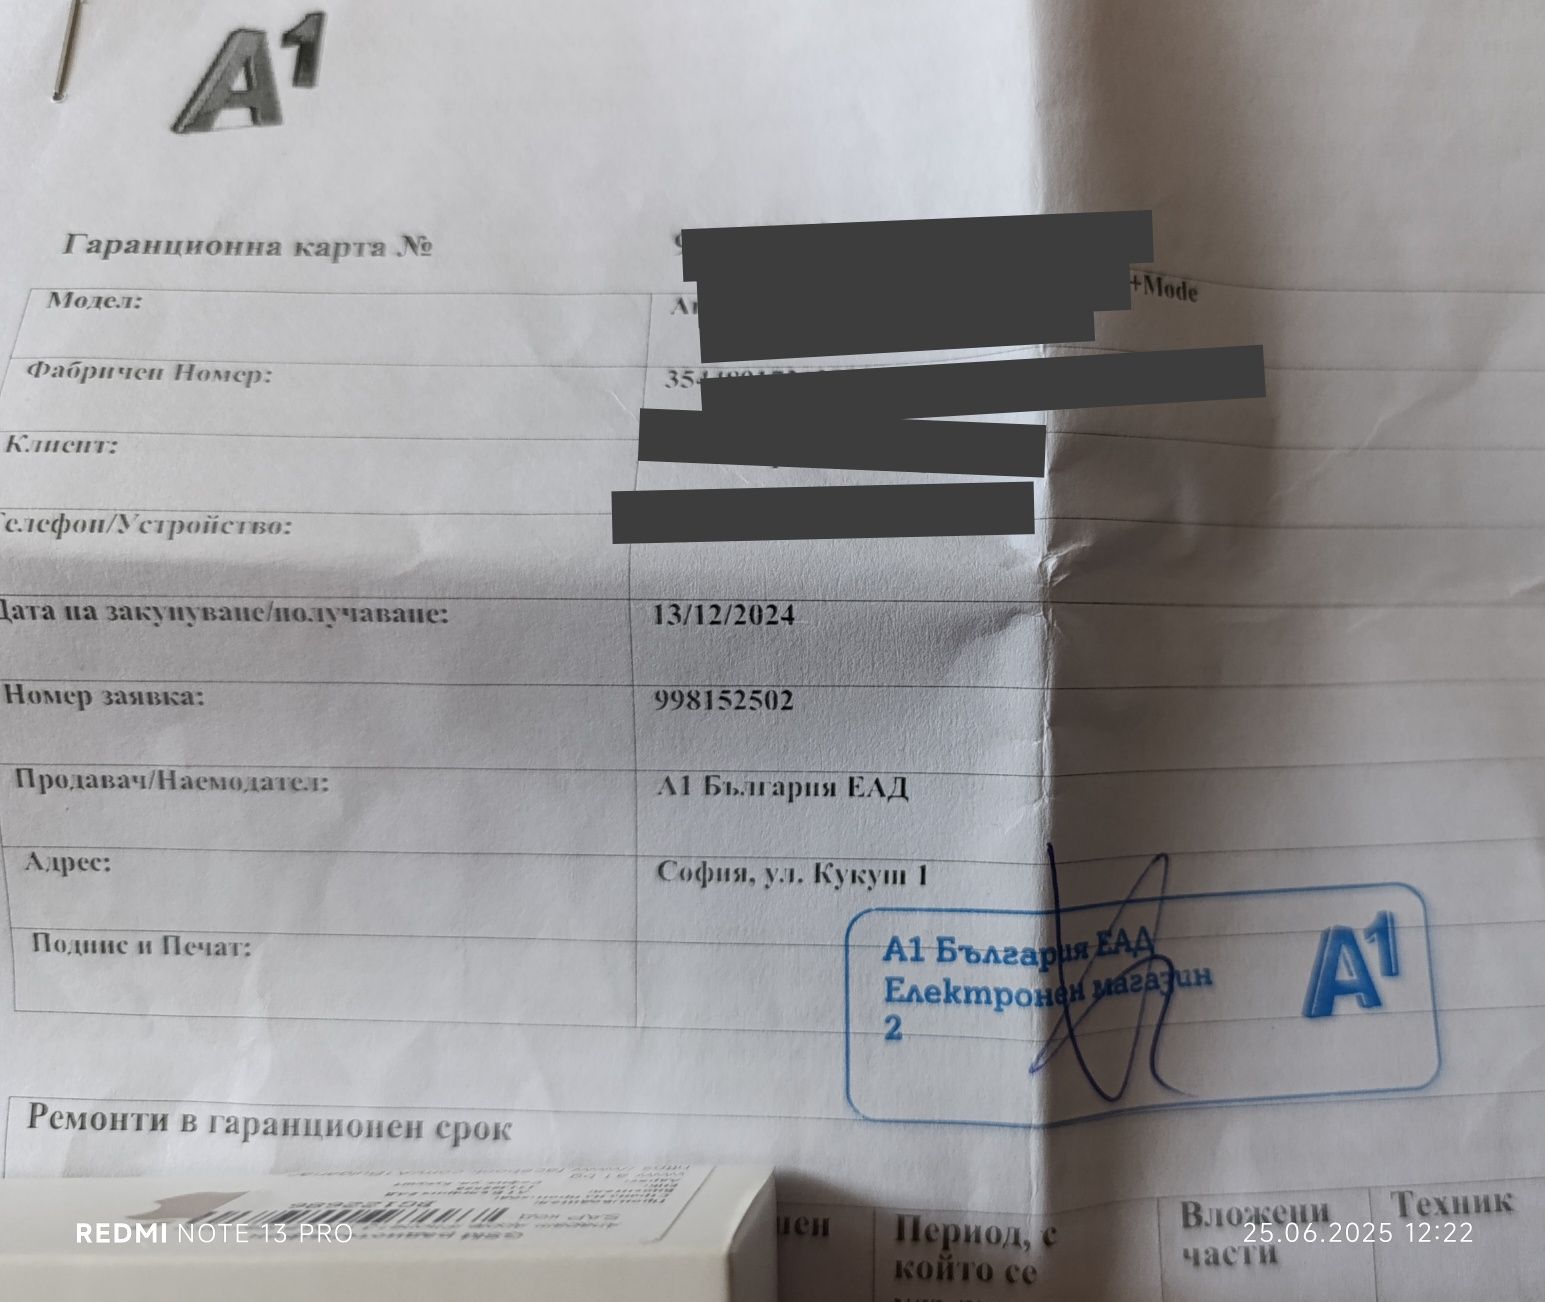 A1
Гаранционна карта №
Модел:
+Mode
Фабричен Номер:
354
Клиент:
Телефон/Устройство:
Дата на закупуване/получаване:
13/12/2024
Номер заявка:
998152502
Продавач/Наемодател:
А1 България ЕАД
Адрес:
София, ул. Кукуш 1
Подпис и Печат:
А1 България ЕАД
Електронен магазин
2
A1
Ремонти в гаранционен срок
Период, с
който се
Вложени
части
Техник
REDMI NOTE 13 PRO
25.06.2025 12:22